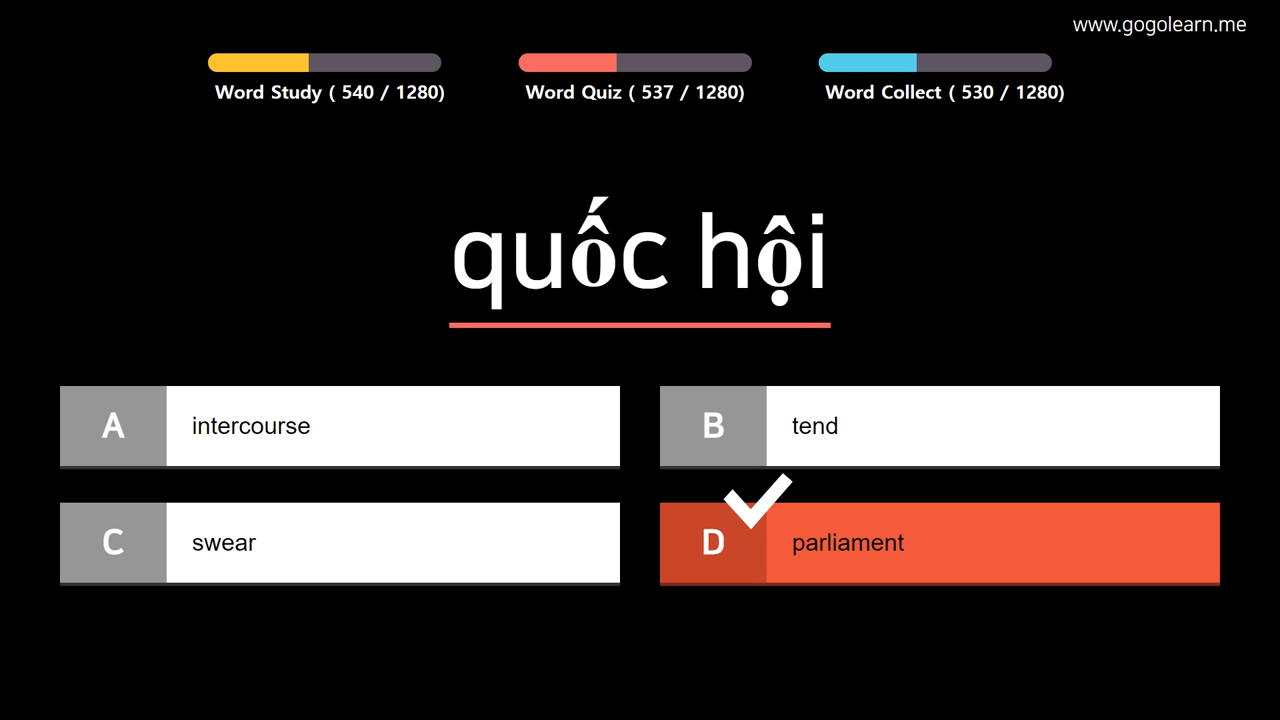 www.gogolearn.me
Word Study ( 540 / 1280)
Word Quiz ( 537 / 1280)
Word Collect ( 530 / 1280)
quốc hội
A intercourse
B tend
C swear
D parliament